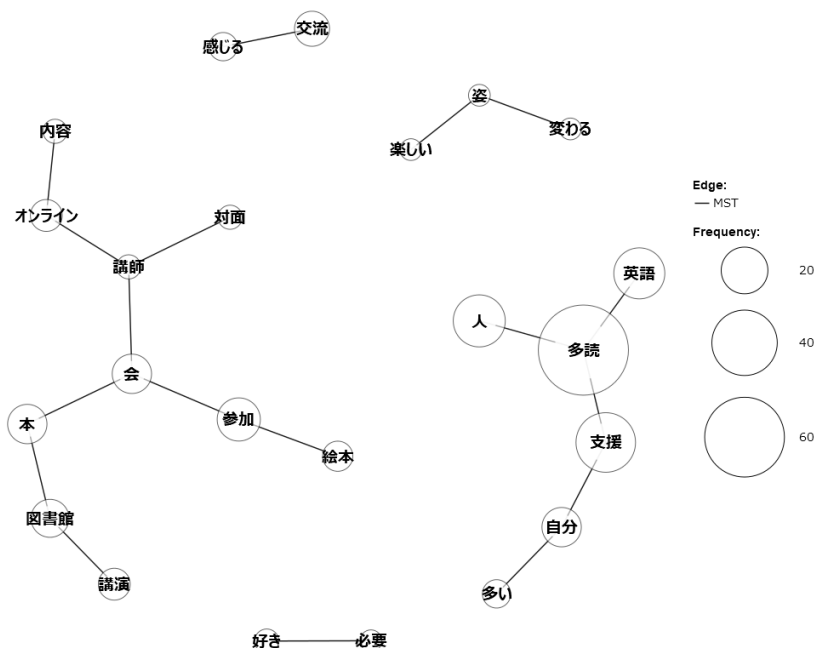 交流
感じる
姿
変わる
楽しい
内容
オンライン
対面
講師
英語
人
多読
会
本
参加
支援
絵本
図書館
自分
講演
多い
好き
必要
Edge:
MST
Frequency:
20
40
60